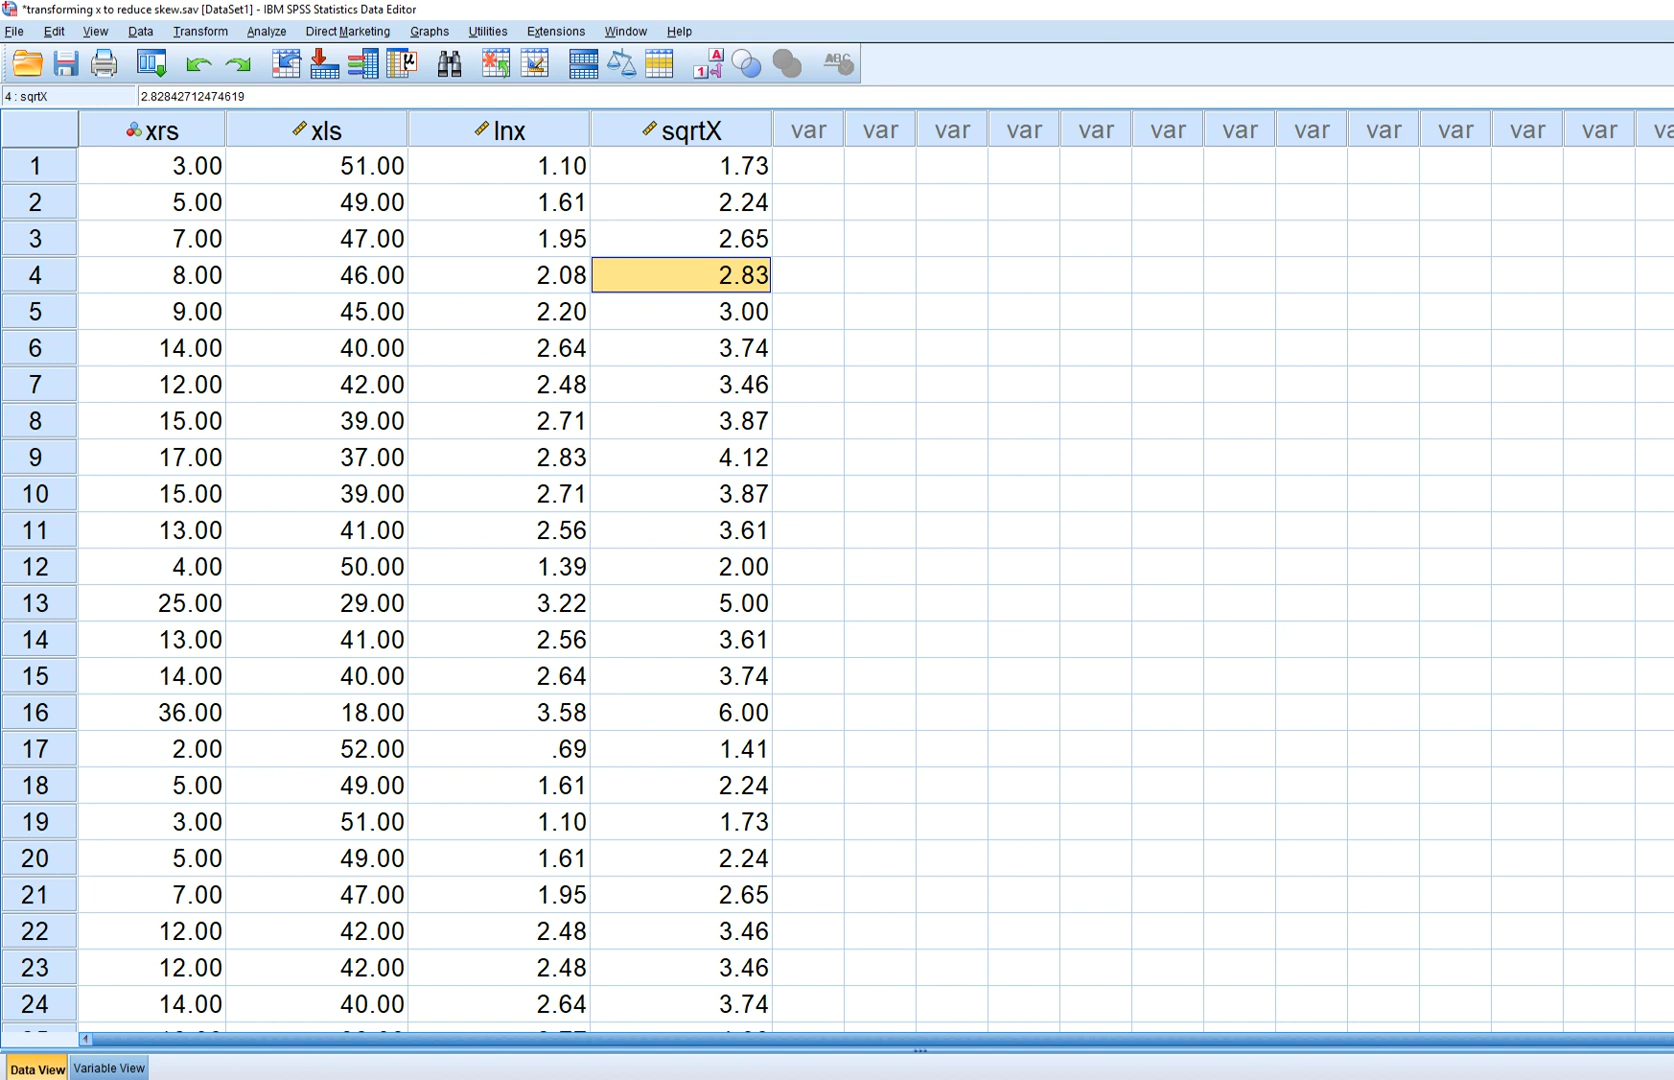 *transforming x to reduce skew.sav [DataSet1] - IBM SPSS Statistics Data Editor
File Edit View Data Transform Analyze Direct Marketing Graphs Utilities Extensions Window Help
μ A 1 ABC
4 : sqrtX 2.82842712474619
xrs xls lnx sqrtX var var var var var var var var var var var var va
1 3.00 51.00 1.10 1.73
2 5.00 49.00 1.61 2.24
3 7.00 47.00 1.95 2.65
4 8.00 46.00 2.08 2.83
5 9.00 45.00 2.20 3.00
6 14.00 40.00 2.64 3.74
7 12.00 42.00 2.48 3.46
8 15.00 39.00 2.71 3.87
9 17.00 37.00 2.83 4.12
10 15.00 39.00 2.71 3.87
11 13.00 41.00 2.56 3.61
12 4.00 50.00 1.39 2.00
13 25.00 29.00 3.22 5.00
14 13.00 41.00 2.56 3.61
15 14.00 40.00 2.64 3.74
16 36.00 18.00 3.58 6.00
17 2.00 52.00 .69 1.41
18 5.00 49.00 1.61 2.24
19 3.00 51.00 1.10 1.73
20 5.00 49.00 1.61 2.24
21 7.00 47.00 1.95 2.65
22 12.00 42.00 2.48 3.46
23 12.00 42.00 2.48 3.46
24 14.00 40.00 2.64 3.74
Data View Variable View